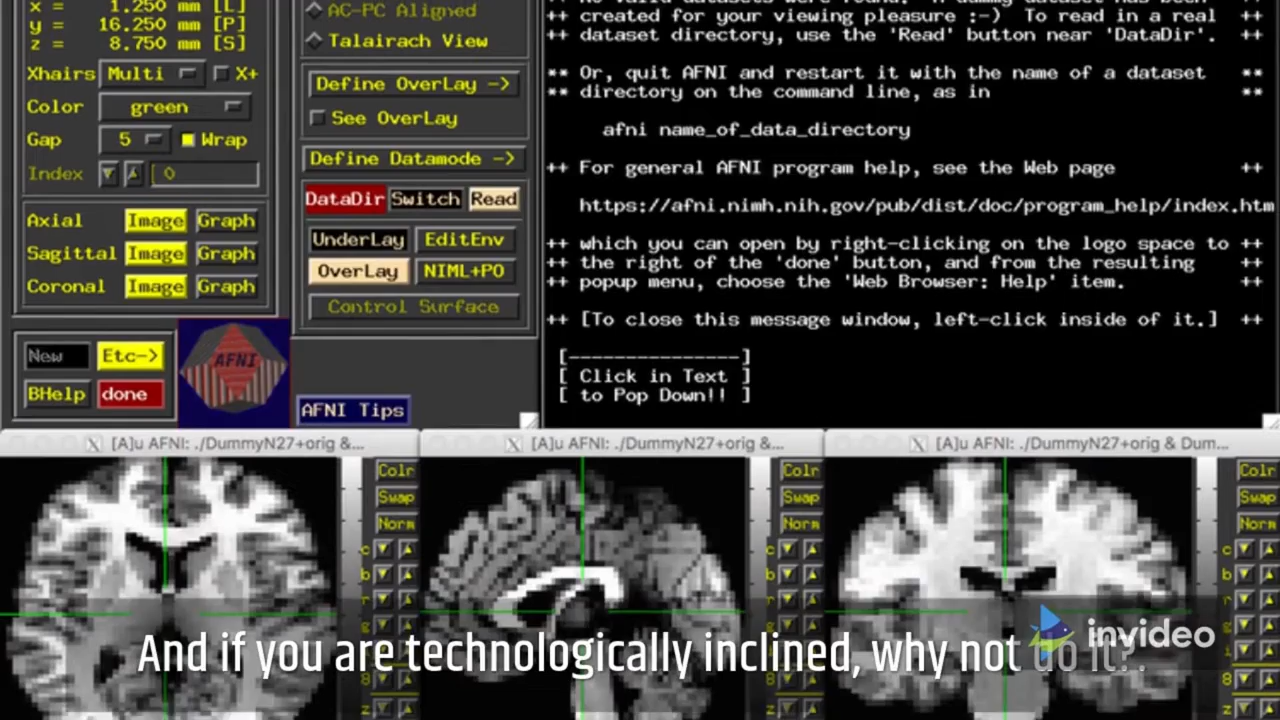 x = 1.250 mm [L]
y = 16.250 mm [P]
z = 8.750 mm [S]
Xhairs Multi X+
Color green
Gap 5 Wrap
Index 0
Axial Image Graph
Sagittal Image Graph
Coronal Image Graph
New Etc->
BHelp done
AFNI
AC-PC Aligned
Talairach View
Define OverLay ->
See OverLay
Define Datamode ->
DataDir Switch Read
UnderLay EditEnv
OverLay NIML+PO
Control Surface
AFNI Tips
++ created for your viewing pleasure :-)  To read in a real ++
++ dataset directory, use the 'Read' button near 'DataDir'. ++
** Or, quit AFNI and restart it with the name of a dataset **
** directory on the command line, as in **
afni name_of_data_directory
++ For general AFNI program help, see the Web page ++
https://afni.nimh.nih.gov/pub/dist/doc/program_help/index.htm
++ which you can open by right-clicking on the logo space to ++
++ the right of the 'done' button, and from the resulting ++
++ popup menu, choose the 'Web Browser: Help' item. ++
++ [To close this message window, left-click inside of it.] ++
[---------------]
[ Click in Text ]
[ to Pop Down!! ]
X [A]u AFNI: ./DummyN27+orig &...
X [A]u AFNI: ./DummyN27+orig &...
X [A]u AFNI: ./DummyN27+orig & Dum...
Colr
Swap
Norm
c
b
r
8
z
Colr
Swap
Norm
c
b
r
8
z
Colr
Swap
Norm
c
b
r
8
z
And if you are technologically inclined, why not do it?.
invideo